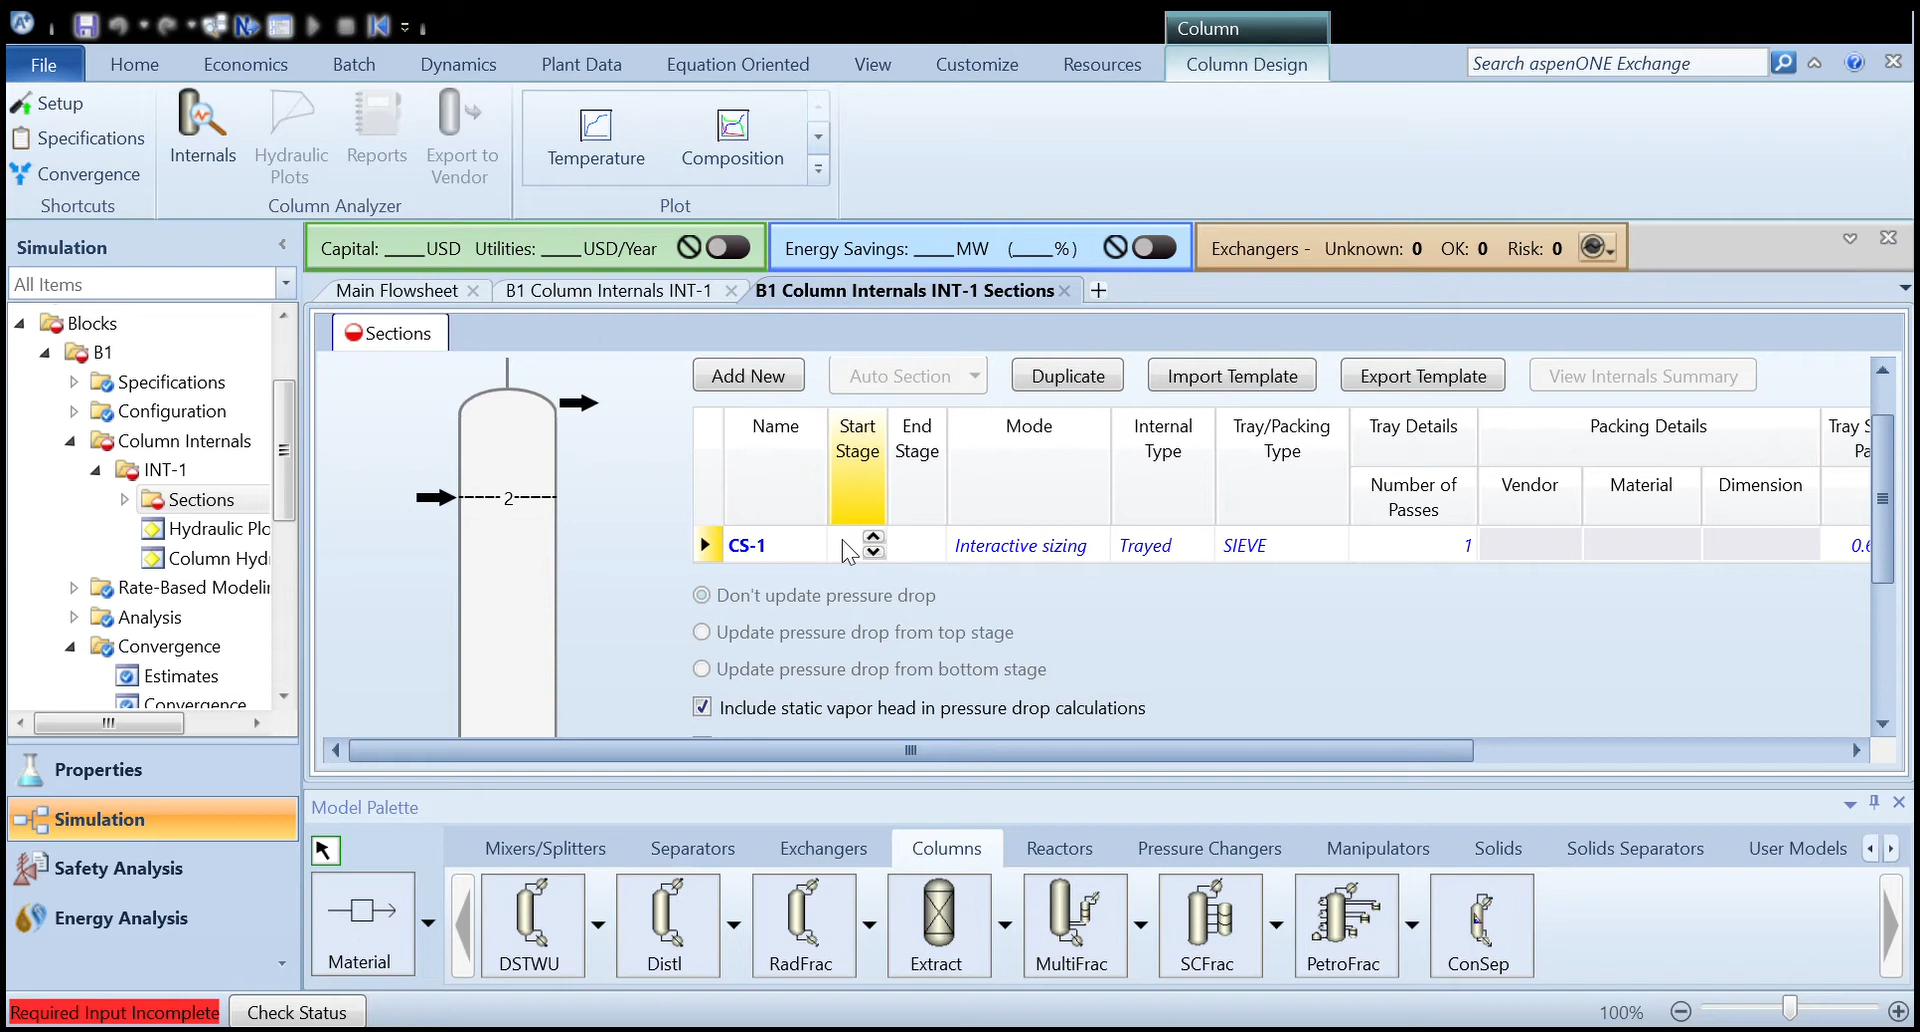 Column
File
Home
Economics
Batch
Dynamics
Plant Data
Equation Oriented
View
Customize
Resources
Column Design
Search aspenONE Exchange
Setup
Specifications
Convergence
Shortcuts
Internals
Hydraulic
Plots
Reports
Export to
Vendor
Column Analyzer
Temperature
Composition
Plot
Simulation
All Items
Capital: ____USD Utilities: ____USD/Year
Energy Savings: ____MW (____%)
Exchangers - Unknown: 0 OK: 0 Risk: 0
Main Flowsheet
B1 Column Internals INT-1
B1 Column Internals INT-1 Sections
Blocks
B1
Specifications
Configuration
Column Internals
INT-1
Sections
Hydraulic Plo
Column Hyd
Rate-Based Modelin
Analysis
Convergence
Estimates
Convergence
Properties
Simulation
Safety Analysis
Energy Analysis
Sections
2
Add New
Auto Section
Duplicate
Import Template
Export Template
View Internals Summary
Name
Start
Stage
End
Stage
Mode
Internal
Type
Tray/Packing
Type
Tray Details
Number of
Passes
Packing Details
Vendor
Material
Dimension
Tray S
Pa
CS-1
Interactive sizing
Trayed
SIEVE
1
0.6
Don't update pressure drop
Update pressure drop from top stage
Update pressure drop from bottom stage
Include static vapor head in pressure drop calculations
Model Palette
Mixers/Splitters
Separators
Exchangers
Columns
Reactors
Pressure Changers
Manipulators
Solids
Solids Separators
User Models
Material
DSTWU
Distl
RadFrac
Extract
MultiFrac
SCFrac
PetroFrac
ConSep
Required Input Incomplete
Check Status
100%